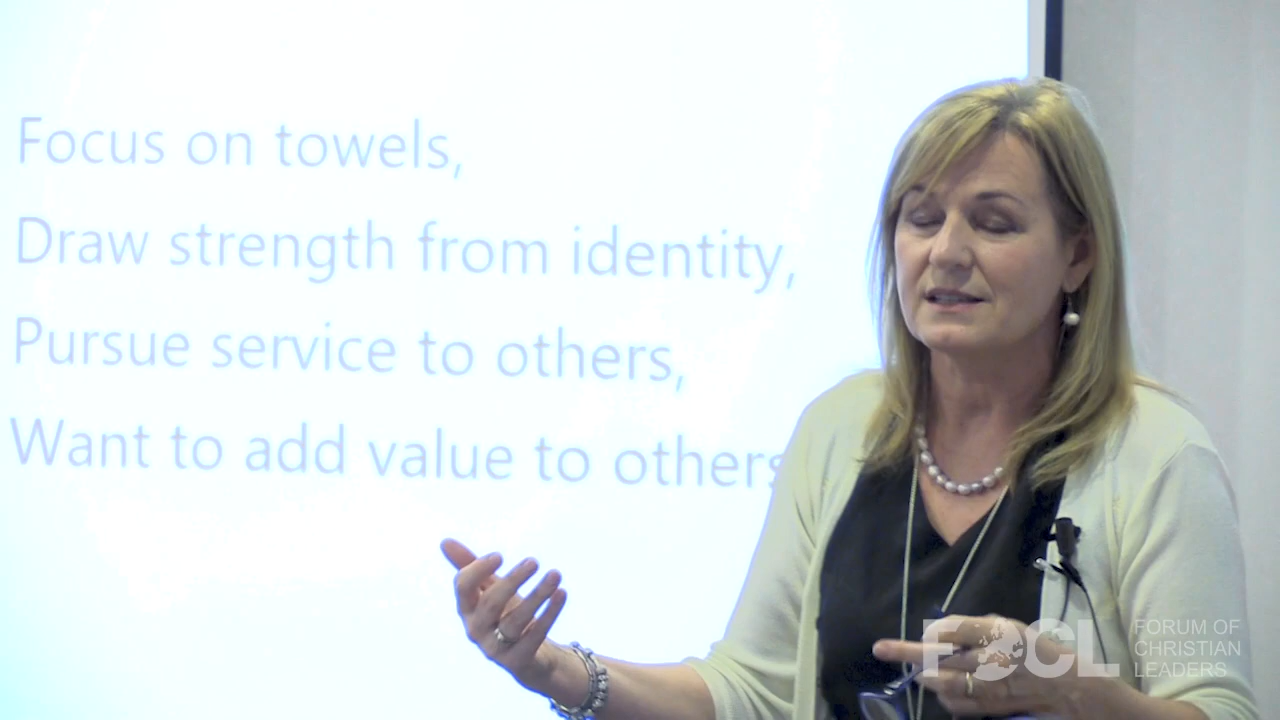 Focus on towels,
Draw strength from identity,
Pursue service to others,
Want to add value to others
FOCL
FORUM OF
CHRISTIAN
LEADERS